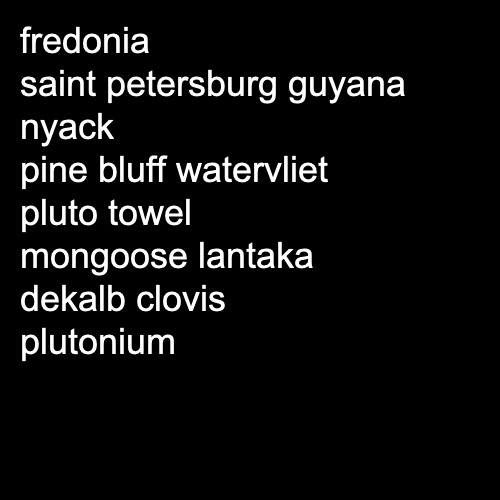 fredonia
saint petersburg guyana
nyack
pine bluff watervliet
pluto towel
mongoose lantaka
dekalb clovis
plutonium